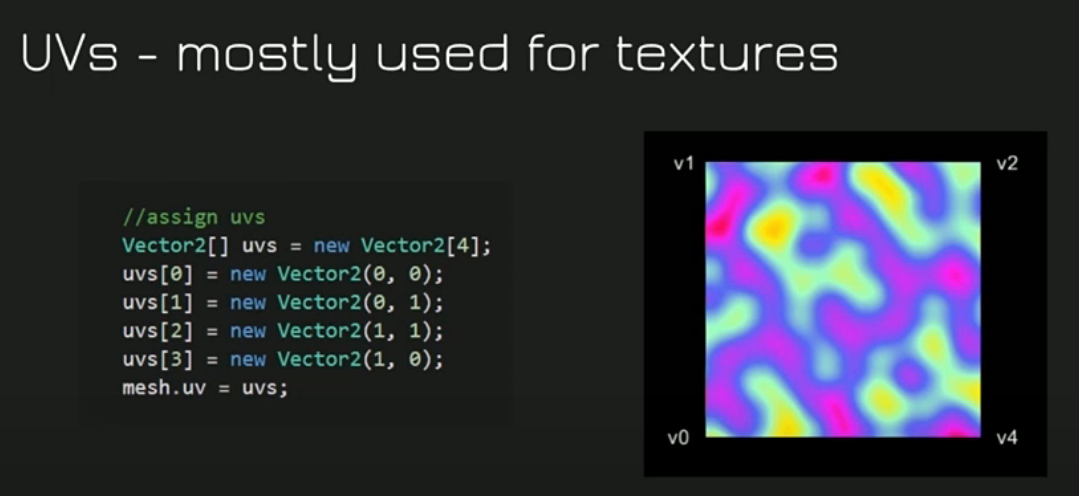 UVs - mostly used for textures
//assign uvs
Vector2[] uvs = new Vector2[4];
uvs[0] = new Vector2(0, 0);
uvs[1] = new Vector2(0, 1);
uvs[2] = new Vector2(1, 1);
uvs[3] = new Vector2(1, 0);
mesh.uv = uvs;
v1
v2
v0
v4